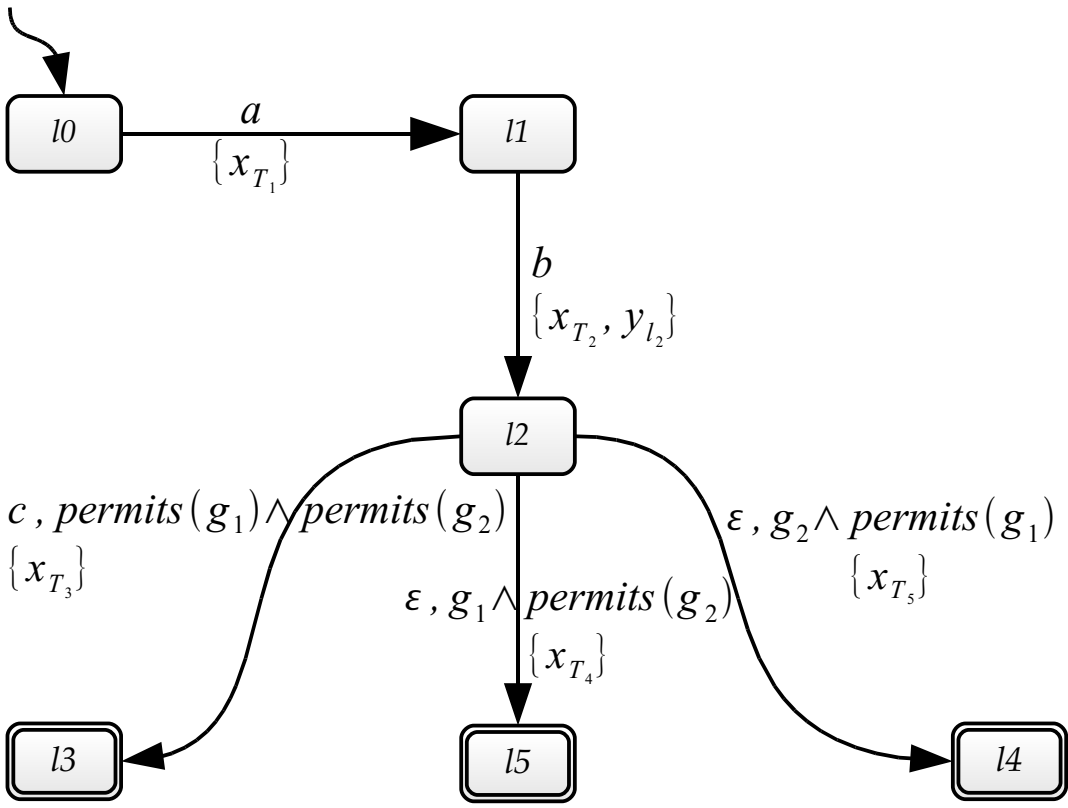 l0
a
{x_{T_1}}
l1
b
{x_{T_2}, y_{l_2}}
l2
c , permits(g_1)∧permits(g_2)
{x_{T_3}}
ε , g_1∧permits(g_2)
{x_{T_4}}
ε , g_2∧permits(g_1)
{x_{T_5}}
l3
l5
l4